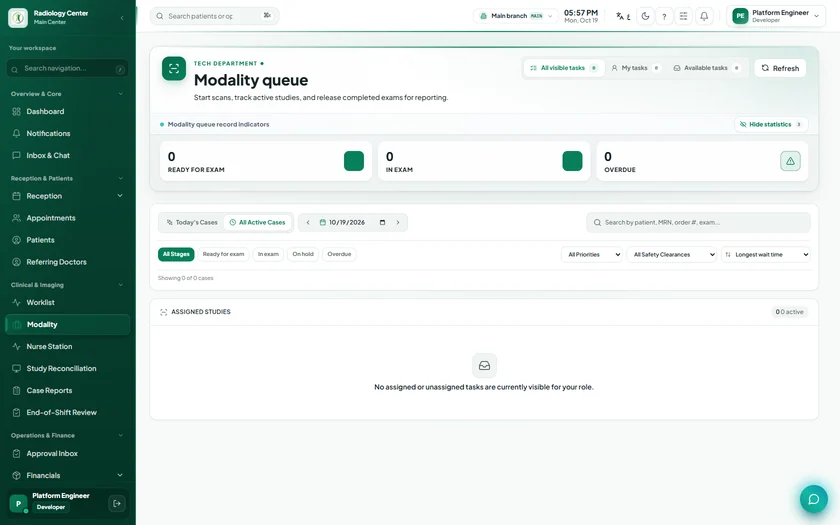 Radiology Center
Main Center
Your workspace
Search navigation... /
Overview & Core
Dashboard
Notifications
Inbox & Chat
Reception & Patients
Reception
Appointments
Patients
Referring Doctors
Clinical & Imaging
Worklist
Modality
Nurse Station
Study Reconciliation
Case Reports
End-of-Shift Review
Operations & Finance
Approval Inbox
Financials
P
Platform Engineer
Developer
Search patients or op
Main branch MAIN
05:57 PM
Mon, Oct 19
ع
?
PE
Platform Engineer
Developer
TECH DEPARTMENT
Modality queue
Start scans, track active studies, and release completed exams for reporting.
All visible tasks 0
My tasks 0
Available tasks 0
Refresh
Modality queue record indicators
Hide statistics 3
0
READY FOR EXAM
0
IN EXAM
0
OVERDUE
Today's Cases
All Active Cases
10/19/2026
Search by patient, MRN, order #, exam...
All Stages
Ready for exam
In exam
On hold
Overdue
All Priorities
All Safety Clearances
Longest wait time
Showing 0 of 0 cases
ASSIGNED STUDIES
0 0 active
No assigned or unassigned tasks are currently visible for your role.